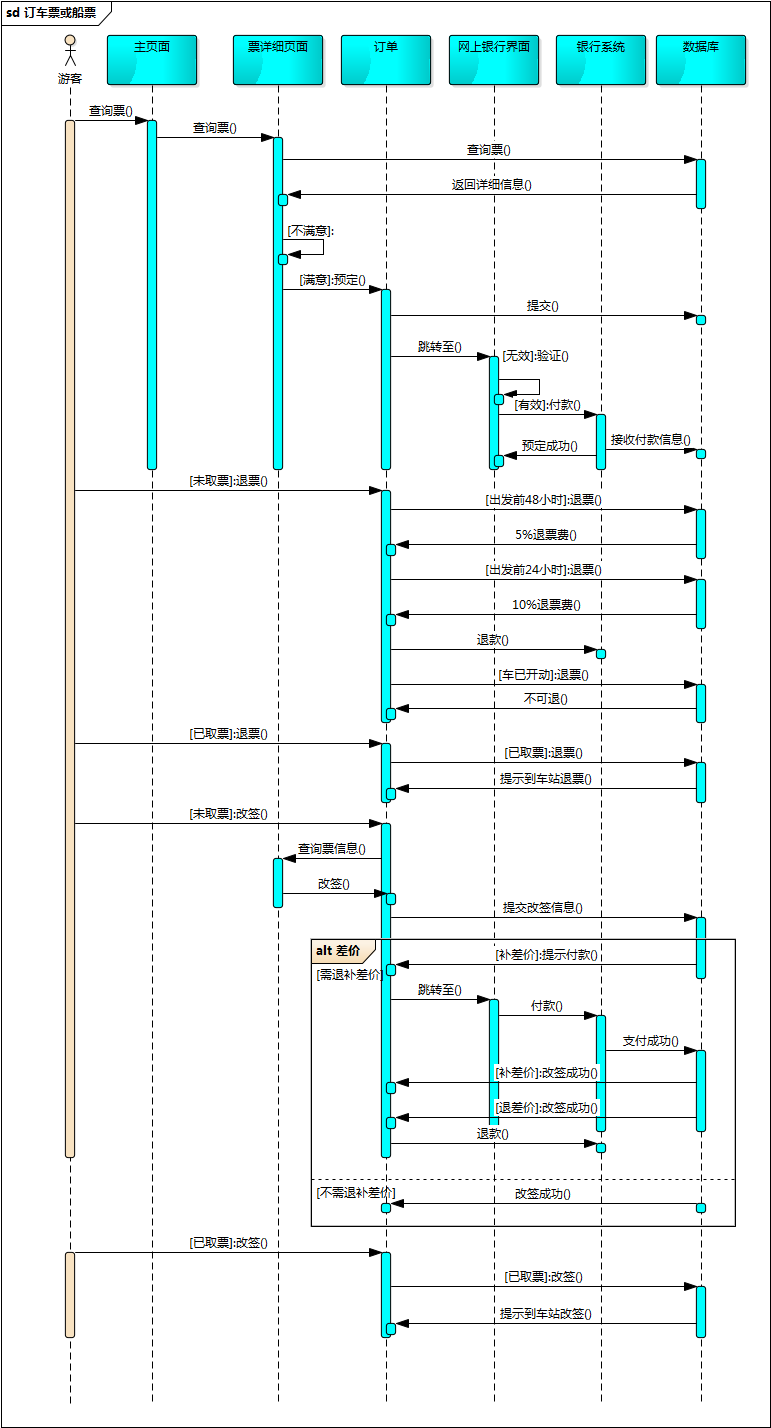 sd 订车票或船票
游客
主页面
票详细页面
订单
网上银行界面
银行系统
数据库
查询票()
查询票()
查询票()
返回详细信息()
[不满意]:
[满意]:预定()
提交()
跳转至()
[无效]:验证()
[有效]:付款()
预定成功()
接收付款信息()
[未取票]:退票()
[出发前48小时]:退票()
5%退票费()
[出发前24小时]:退票()
10%退票费()
退款()
[车已开动]:退票()
不可退()
[已取票]:退票()
[已取票]:退票()
提示到车站退票()
[未取票]:改签()
查询票信息()
改签()
提交改签信息()
alt 差价
[补差价]:提示付款()
[需退补差价]
跳转至()
付款()
支付成功()
[补差价]:改签成功()
[退差价]:改签成功()
退款()
[不需退补差价]
改签成功()
[已取票]:改签()
[已取票]:改签()
提示到车站改签()